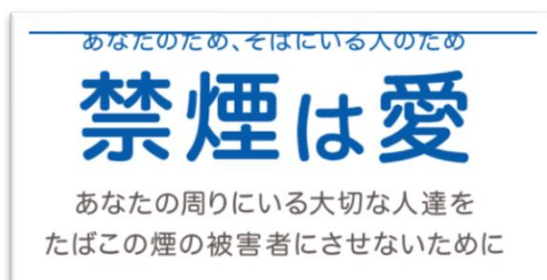 あなたのため、そばにいる人のため
禁煙は愛
あなたの周りにいる大切な人達を
たばこの煙の被害者にさせないために